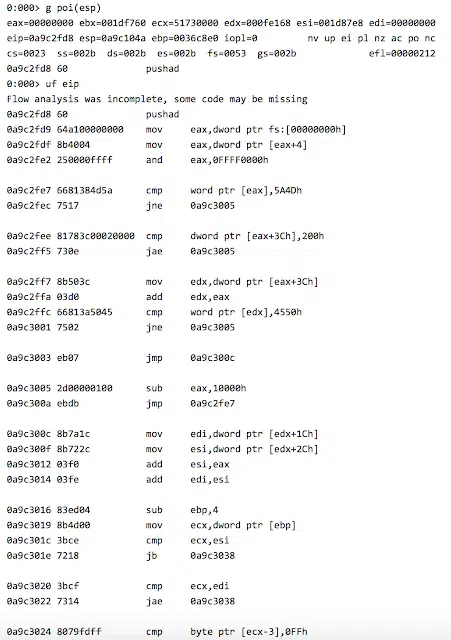 0:000> g poi(esp)
eax=00000000 ebx=001df760 ecx=51730000 edx=000fe168 esi=001d87e8 edi=00000000
eip=0a9c2fd8 esp=0a9c104a ebp=0036c8e0 iopl=0 nv up ei pl nz ac po nc
cs=0023 ss=002b ds=002b es=002b fs=0053 gs=002b efl=00000212
0a9c2fd8 60 pushad
0:000> uf eip
Flow analysis was incomplete, some code may be missing
0a9c2fd8 60 pushad
0a9c2fd9 64a100000000 mov eax,dword ptr fs:[00000000h]
0a9c2fdf 8b4004 mov eax,dword ptr [eax+4]
0a9c2fe2 250000ffff and eax,0FFFF0000h
0a9c2fe7 6681384d5a cmp word ptr [eax],5A4Dh
0a9c2fec 7517 jne 0a9c3005
0a9c2fee 81783c00020000 cmp dword ptr [eax+3Ch],200h
0a9c2ff5 730e jae 0a9c3005
0a9c2ff7 8b503c mov edx,dword ptr [eax+3Ch]
0a9c2ffa 03d0 add edx,eax
0a9c2ffc 66813a5045 cmp word ptr [edx],4550h
0a9c3001 7502 jne 0a9c3005
0a9c3003 eb07 jmp 0a9c300c
0a9c3005 2d00000100 sub eax,10000h
0a9c300a ebdb jmp 0a9c2fe7
0a9c300c 8b7a1c mov edi,dword ptr [edx+1Ch]
0a9c300f 8b722c mov esi,dword ptr [edx+2Ch]
0a9c3012 03f0 add esi,eax
0a9c3014 03fe add edi,esi
0a9c3016 83ed04 sub ebp,4
0a9c3019 8b4d00 mov ecx,dword ptr [ebp]
0a9c301c 3bce cmp ecx,esi
0a9c301e 7218 jb 0a9c3038
0a9c3020 3bcf cmp ecx,edi
0a9c3022 7314 jae 0a9c3038
0a9c3024 8079fdff cmp byte ptr [ecx-3],0FFh